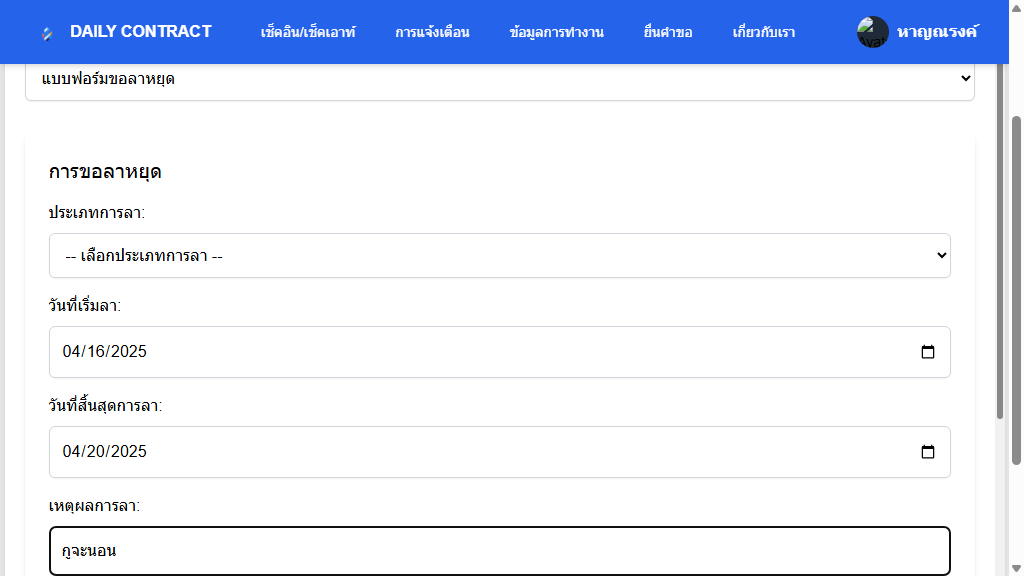 DAILY CONTRACT
เช็คอิน/เช็คเอาท์
การแจ้งเตือน
ข้อมูลการทำงาน
ยื่นคำขอ
เกี่ยวกับเรา
หาญณรงค์
แบบฟอร์มขอลาหยุด
การขอลาหยุด
ประเภทการลา:
-- เลือกประเภทการลา --
วันที่เริ่มลา:
04/16/2025
วันที่สิ้นสุดการลา:
04/20/2025
เหตุผลการลา:
กูจะนอน